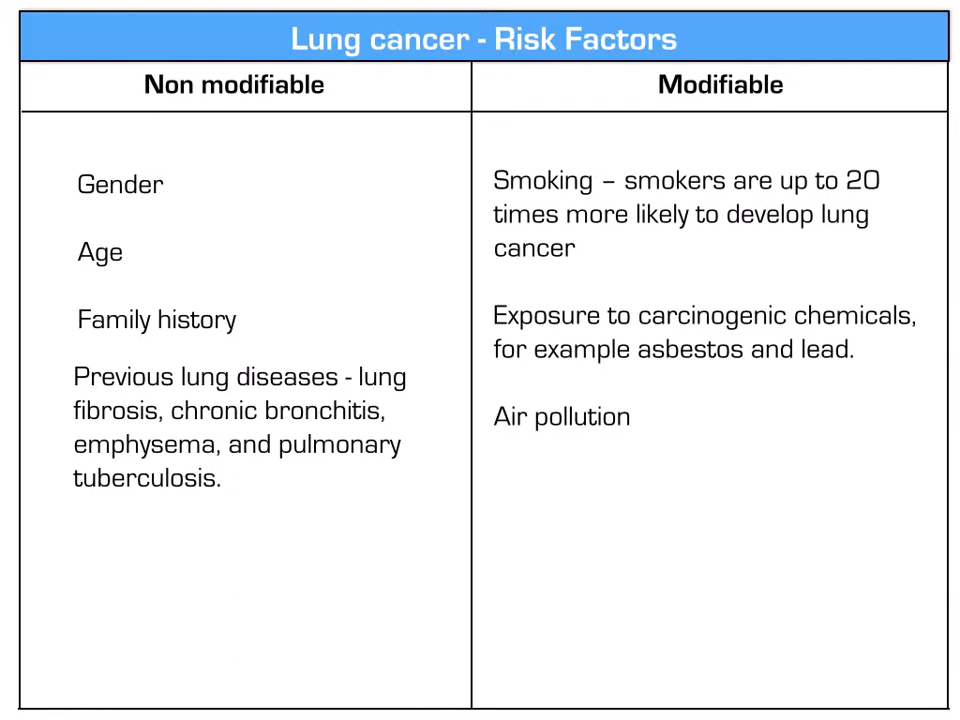 Lung cancer - Risk Factors
Non modifiable
Modifiable
Gender
Age
Family history
Previous lung diseases - lung
fibrosis, chronic bronchitis,
emphysema, and pulmonary
tuberculosis.
Smoking – smokers are up to 20
times more likely to develop lung
cancer
Exposure to carcinogenic chemicals,
for example asbestos and lead.
Air pollution